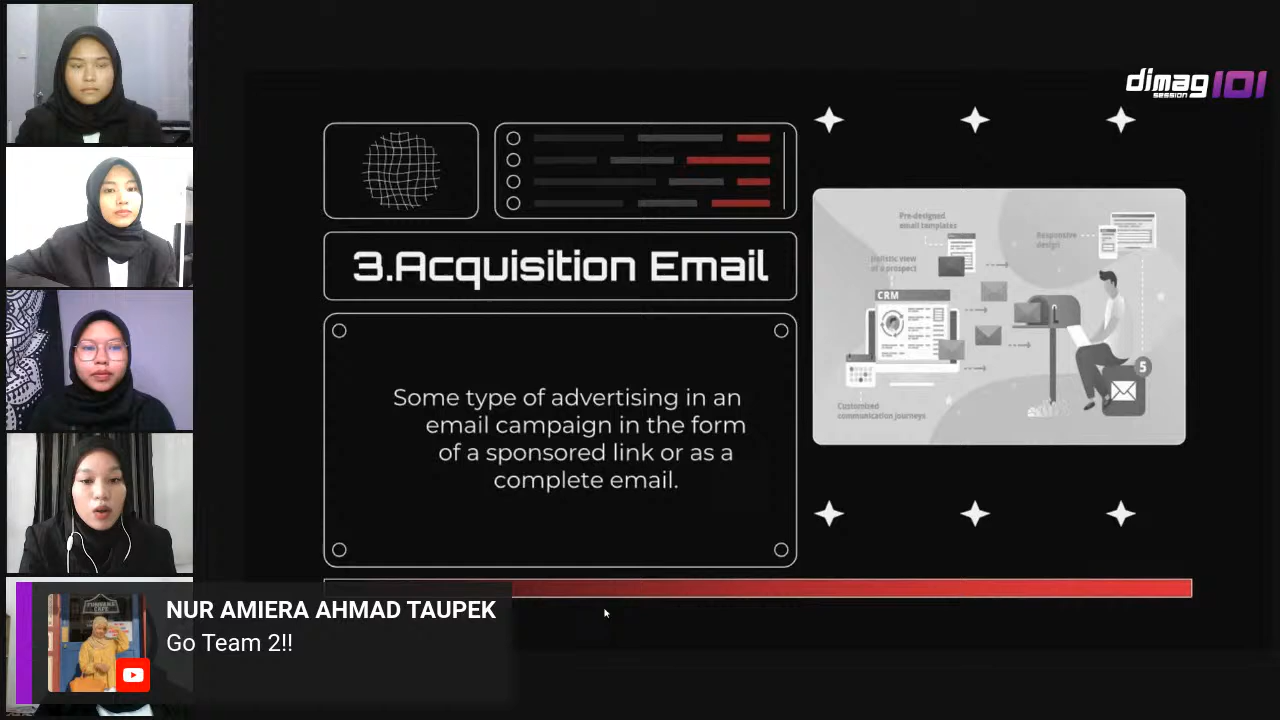 dimag 101
SESSION
3.Acquisition Email
Some type of advertising in an
email campaign in the form
of a sponsored link or as a
complete email.
Pre-designed
email templates
Responsive
design
Holistic view
of a prospect
CRM
5
Customized
communication journeys
NUR AMIERA AHMAD TAUPEK
Go Team 2!!